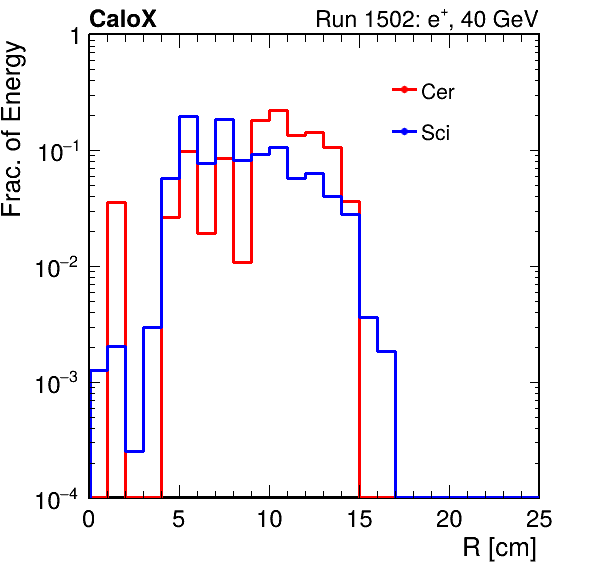 CaloX Run 1502: e⁺, 40 GeV
Frac. of Energy
1
10⁻¹
10⁻²
10⁻³
10⁻⁴
Cer
Sci
0 5 10 15 20 25
R [cm]